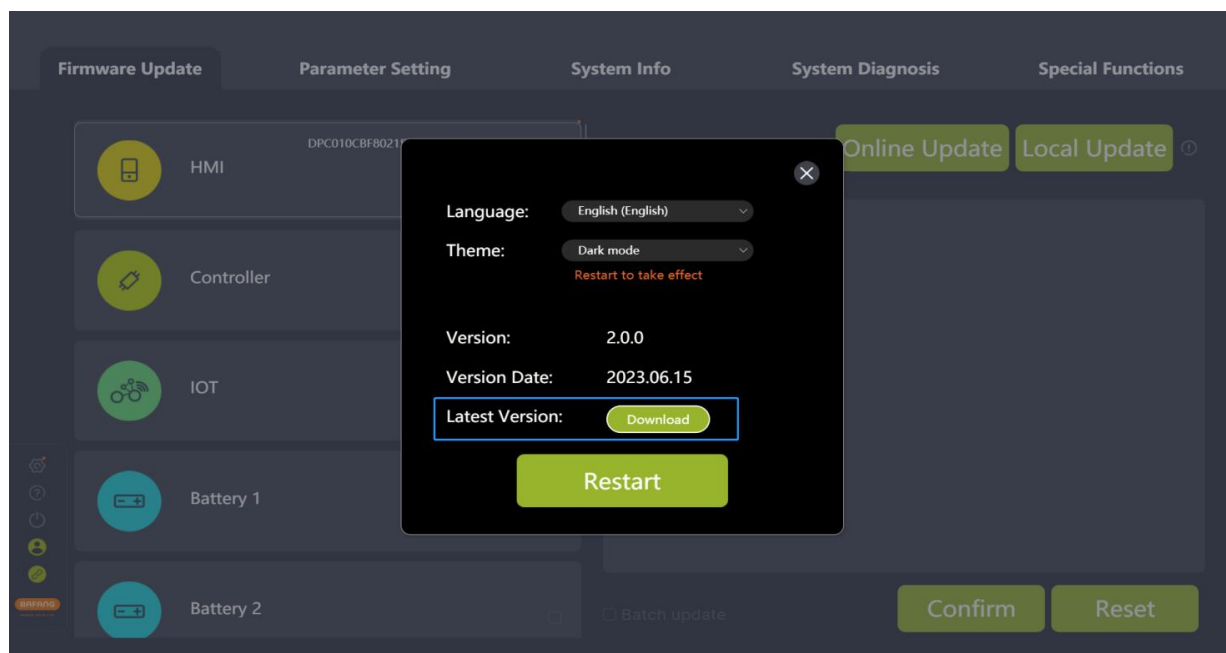 Firmware Update
Parameter Setting
System Info
System Diagnosis
Special Functions
HMI
Online Update
Local Update
Language:
English (English)
Theme:
Dark mode
Restart to take effect
Controller
Version:
2.0.0
Version Date:
2023.06.15
IOT
Latest Version:
Download
Restart
Battery 1
Battery 2
Batch update
Confirm
Reset
BAFANG